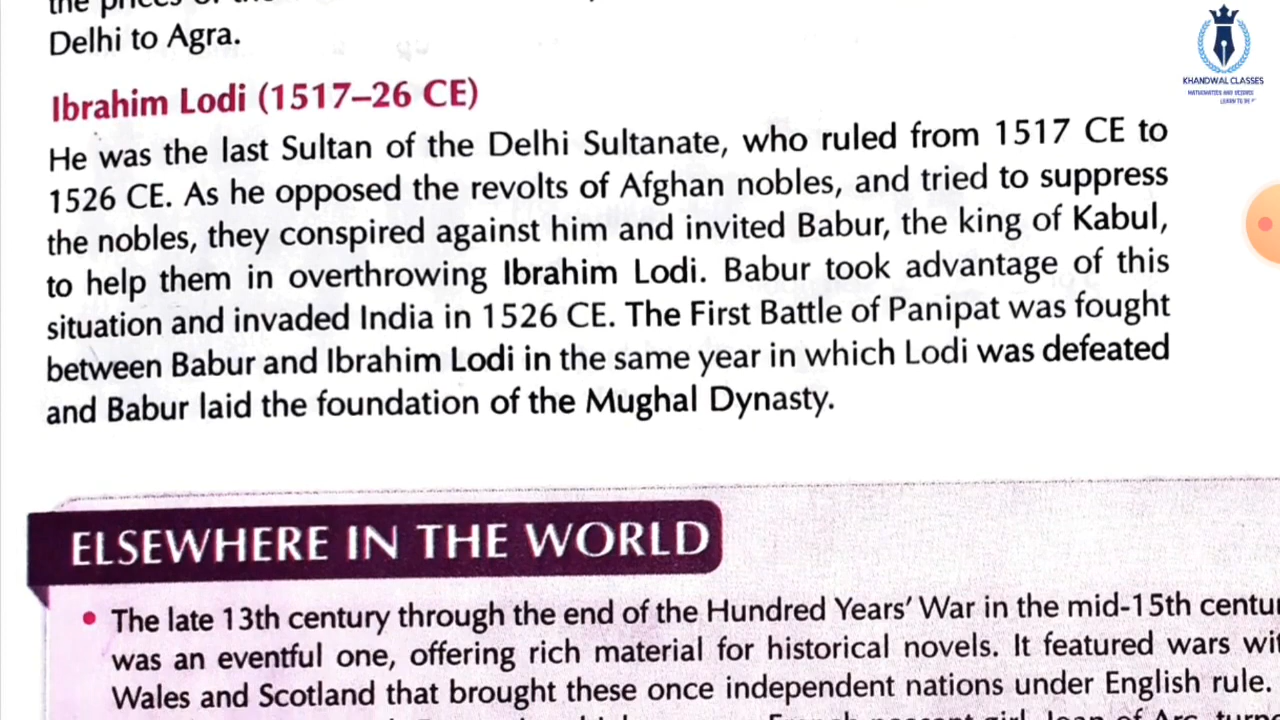 Delhi to Agra.
KHANDWAL CLASSES
MATHEMATICS AND SCIENCE
LEARN TO BE
Ibrahim Lodi (1517–26 CE)
He was the last Sultan of the Delhi Sultanate, who ruled from 1517 CE to
1526 CE. As he opposed the revolts of Afghan nobles, and tried to suppress
the nobles, they conspired against him and invited Babur, the king of Kabul,
to help them in overthrowing Ibrahim Lodi. Babur took advantage of this
situation and invaded India in 1526 CE. The First Battle of Panipat was fought
between Babur and Ibrahim Lodi in the same year in which Lodi was defeated
and Babur laid the foundation of the Mughal Dynasty.
ELSEWHERE IN THE WORLD
• The late 13th century through the end of the Hundred Years' War in the mid-15th
was an eventful one, offering rich material for historical novels. It featured wars
Wales and Scotland that brought these once independent nations under English rule.